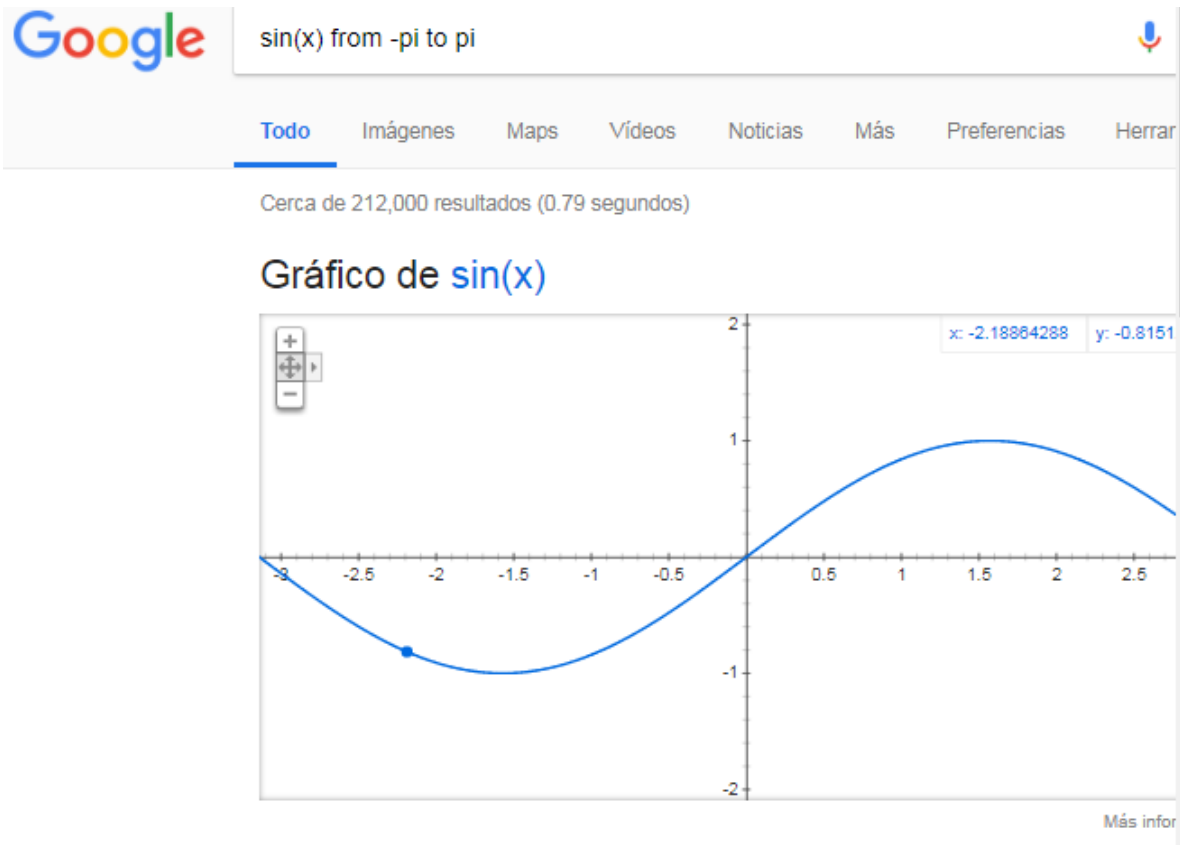 Google sin(x) from -pi to pi
Todo Imágenes Maps Vídeos Noticias Más Preferencias Herrar
Cerca de 212,000 resultados (0.79 segundos)
Gráfico de sin(x)
+
−
2 x: -2.18864288 y: -0.8151
1
-3 -2.5 -2 -1.5 -1 -0.5 0.5 1 1.5 2 2.5
-1
-2
Más infor